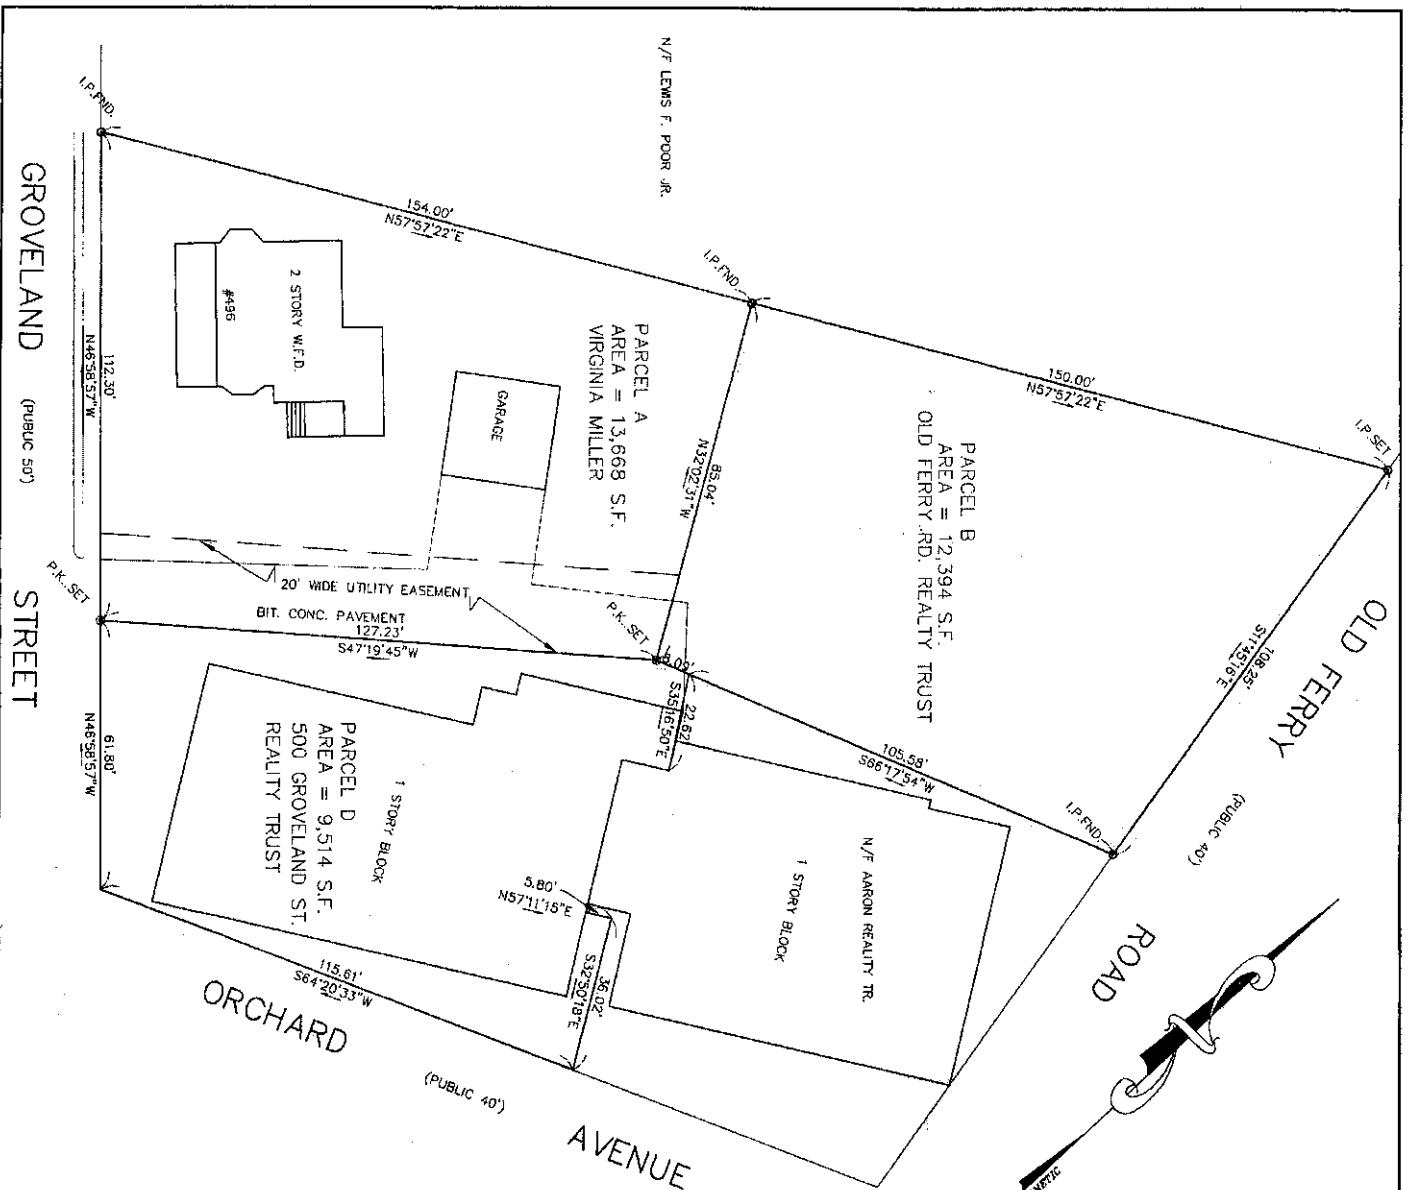 N/F LEWIS F. POOR JR.
I.P.FND.
154.00'
N57°57'22"E
I.P.FND.
150.00'
N57°57'22"E
I.P.SET
GROVELAND (PUBLIC 50') STREET
112.30'
N46°58'57"W
2 STORY W.F.D.
#496
GARAGE
PARCEL A
AREA = 13,668 S.F.
VIRGINIA MILLER
85.04'
N32°02'31"W
PARCEL B
AREA = 12,394 S.F.
OLD FERRY RD. REALTY TRUST
108.25'
S11°45'16"E
OLD FERRY (PUBLIC 40') ROAD
P.K. SET
20' WIDE UTILITY EASEMENT
BIT. CONC. PAVEMENT
127.23'
S47°19'45"W
P.K. SET
8.09'
22.62'
S35°16'50"E
105.58'
S66°17'54"W
I.P.FND.
61.80'
N46°58'57"W
PARCEL D
AREA = 9,514 S.F.
500 GROVELAND ST.
REALITY TRUST
1 STORY BLOCK
N/F AARON REALITY TR.
1 STORY BLOCK
5.80'
N57°11'15"E
36.02'
S32°50'18"E
115.61'
S64°20'33"W
ORCHARD (PUBLIC 40') AVENUE